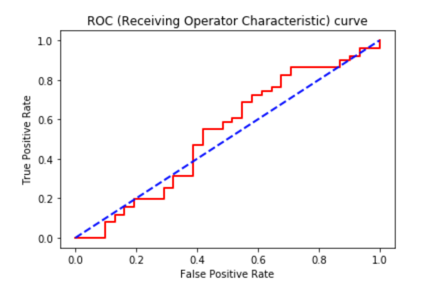 ROC (Receiving Operator Characteristic) curve
1.0
0.8
0.6
0.4
0.2
0.0
True Positive Rate
0.0 0.2 0.4 0.6 0.8 1.0
False Positive Rate